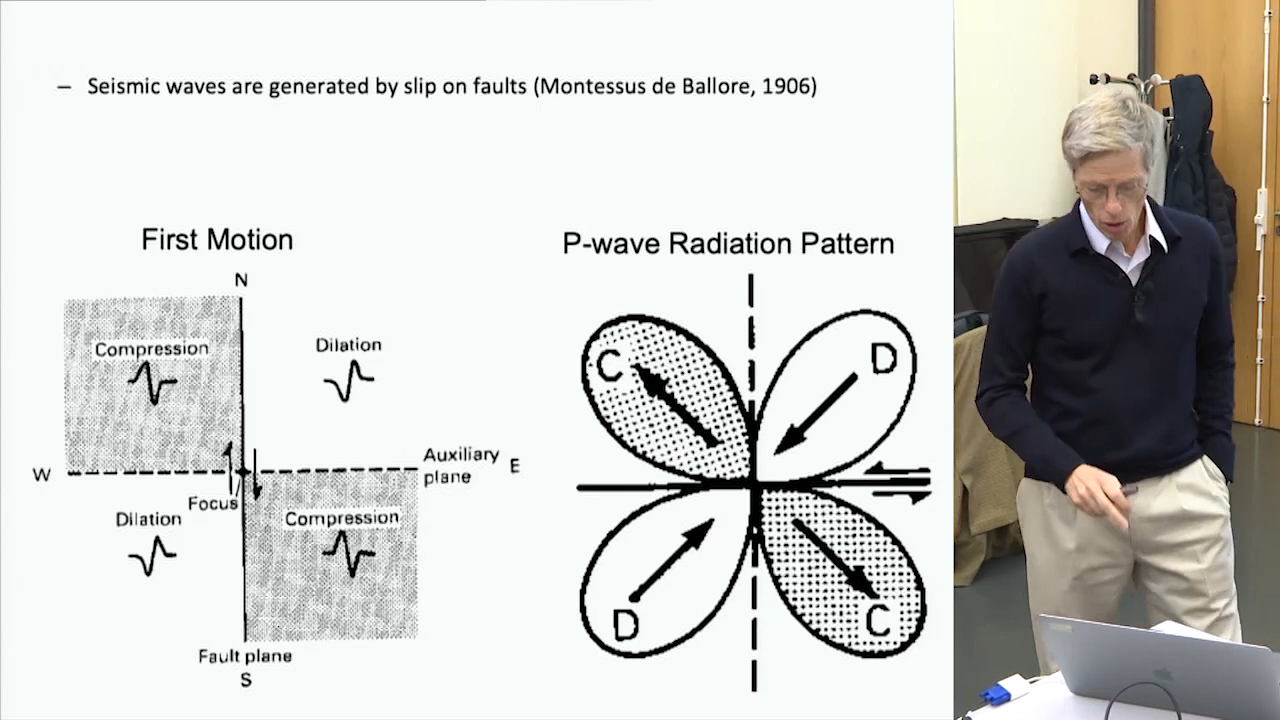 – Seismic waves are generated by slip on faults (Montessus de Ballore, 1906)
First Motion
N
Compression
Dilation
W
Auxiliary
plane
E
Focus
Dilation
Compression
Fault plane
S
P-wave Radiation Pattern
C
D
D
C